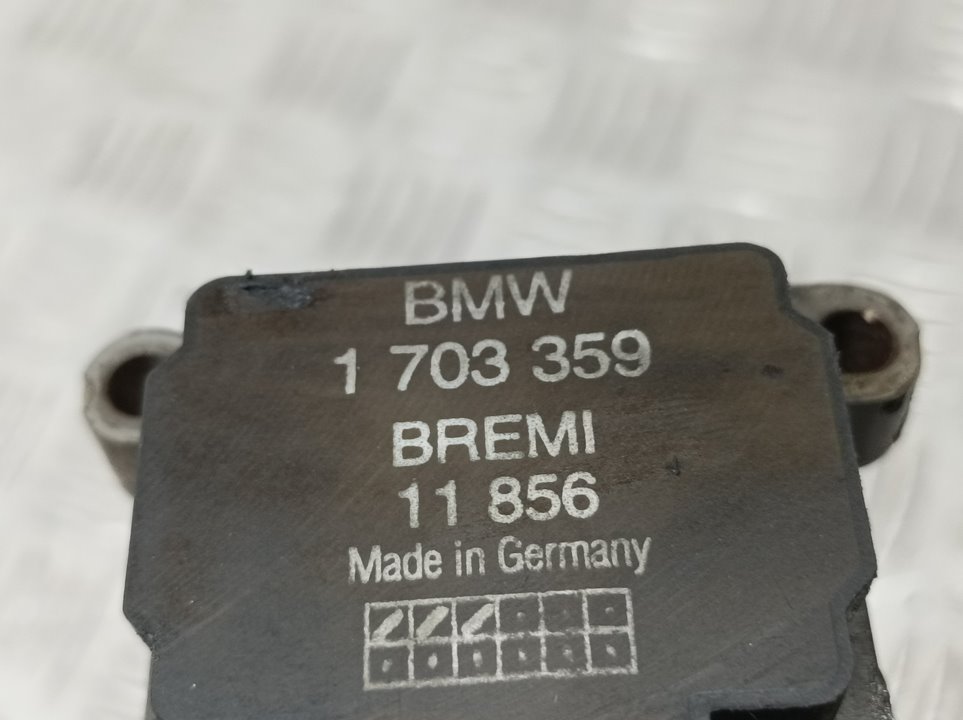 BMW
1 703 359
BREMI
11 856
Made in Germany